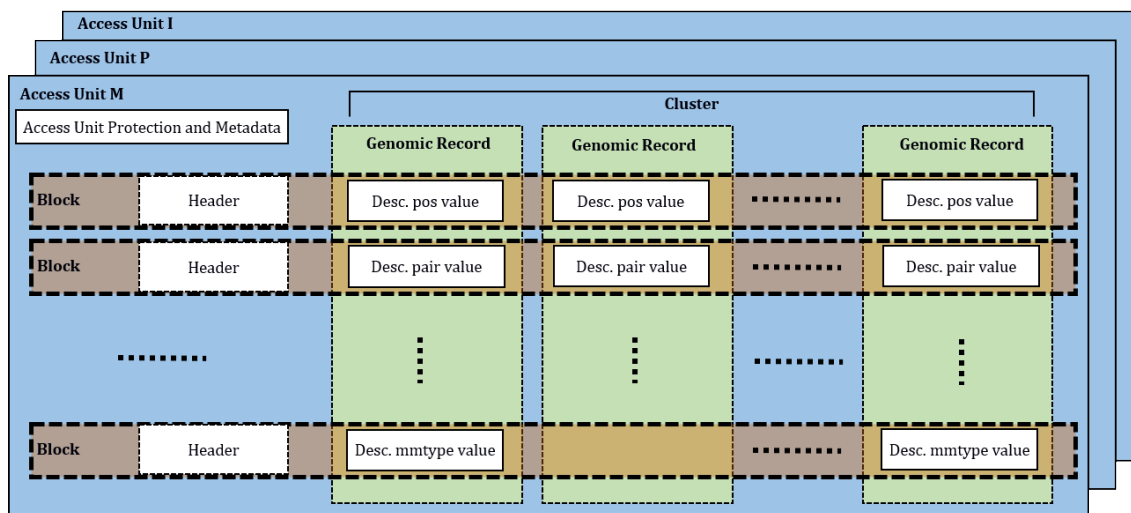 Access Unit I
Access Unit P
Access Unit M
Cluster
Access Unit Protection and Metadata
Genomic Record
Genomic Record
Genomic Record
Block
Header
Desc. pos value
Desc. pos value
Desc. pos value
Block
Header
Desc. pair value
Desc. pair value
Desc. pair value
Block
Header
Desc. mmtype value
Desc. mmtype value